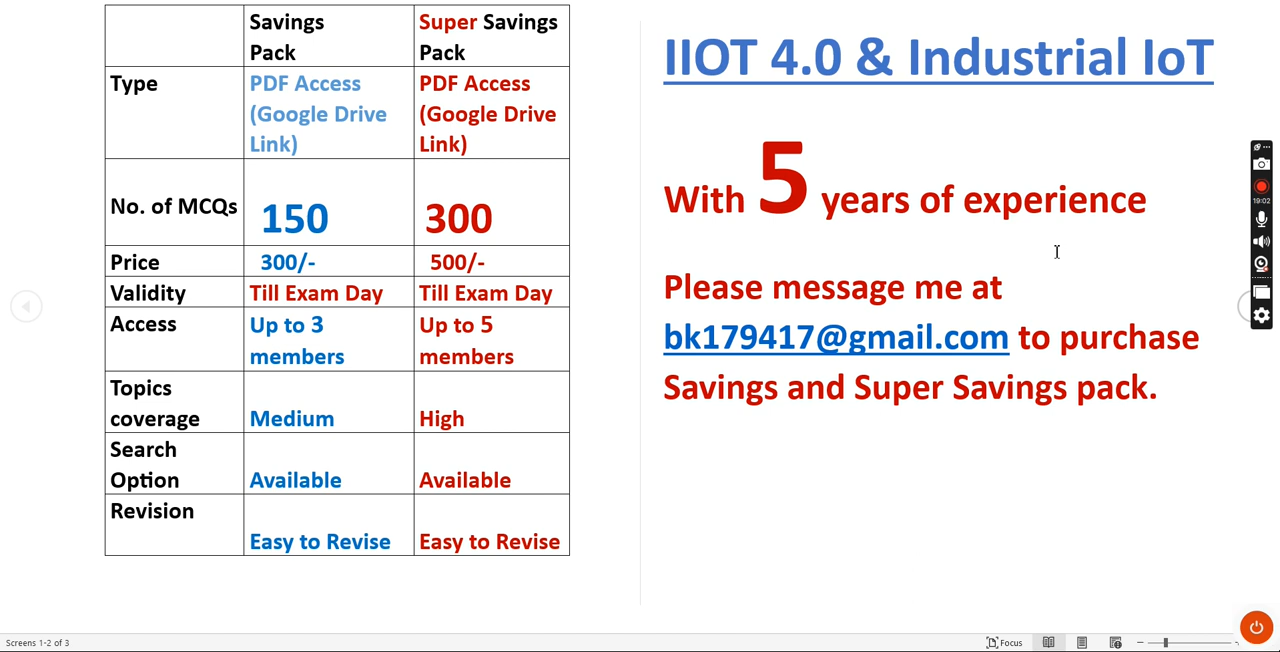 Savings
Pack
Super Savings
Pack
Type
PDF Access
(Google Drive
Link)
PDF Access
(Google Drive
Link)
No. of MCQs
150
300
Price
300/-
500/-
Validity
Till Exam Day
Till Exam Day
Access
Up to 3
members
Up to 5
members
Topics
coverage
Medium
High
Search
Option
Available
Available
Revision
Easy to Revise
Easy to Revise
IIOT 4.0 & Industrial IoT
With 5 years of experience
Please message me at
bk179417@gmail.com to purchase
Savings and Super Savings pack.
19:02
Screens 1-2 of 3
Focus